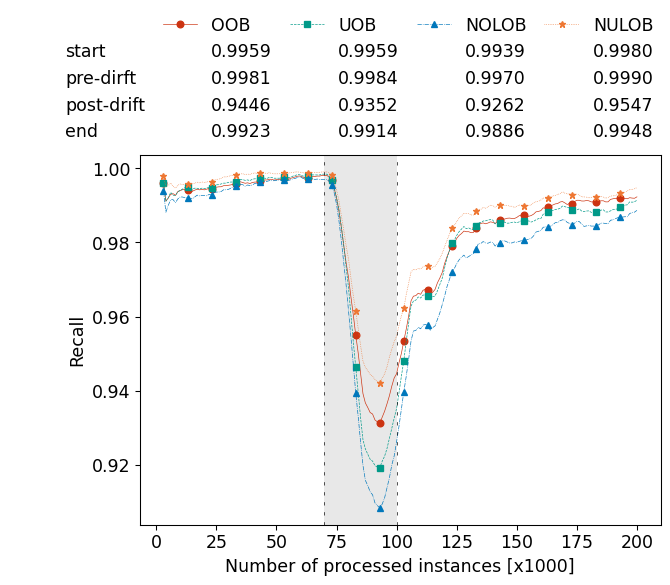 OOB UOB NOLOB NULOB
start 0.9959 0.9959 0.9939 0.9980
pre-dirft 0.9981 0.9984 0.9970 0.9990
post-drift 0.9446 0.9352 0.9262 0.9547
end 0.9923 0.9914 0.9886 0.9948
1.00
0.98
0.96
0.94
0.92
Recall
0 25 50 75 100 125 150 175 200
Number of processed instances [x1000]